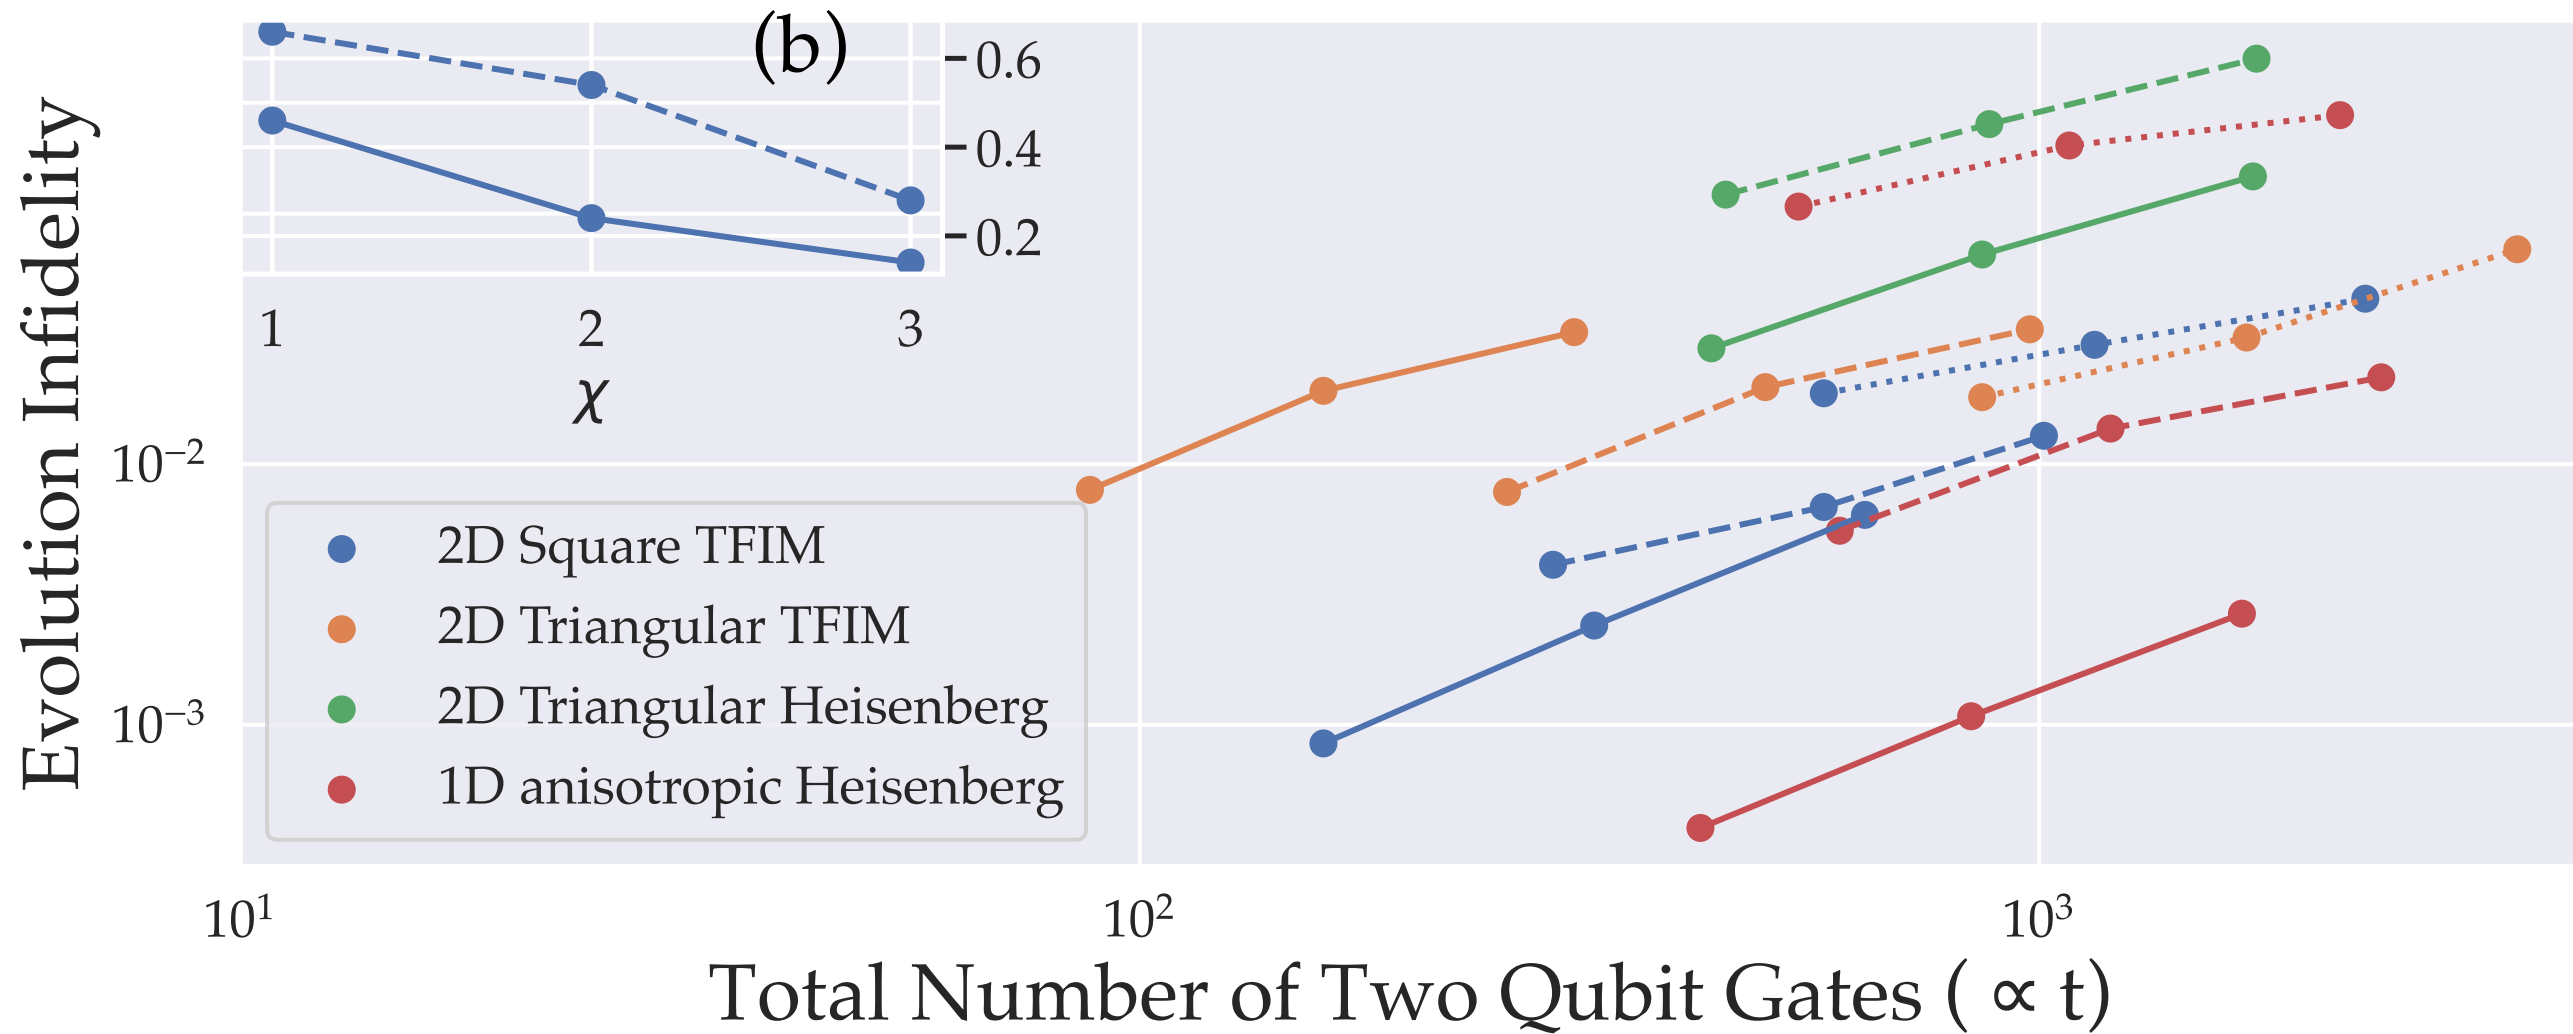 (b)
0.6
0.4
0.2
1 2 3
χ
Evolution Infidelity
10⁻²
10⁻³
2D Square TFIM
2D Triangular TFIM
2D Triangular Heisenberg
1D anisotropic Heisenberg
10¹ 10² 10³
Total Number of Two Qubit Gates ( ∝ t)